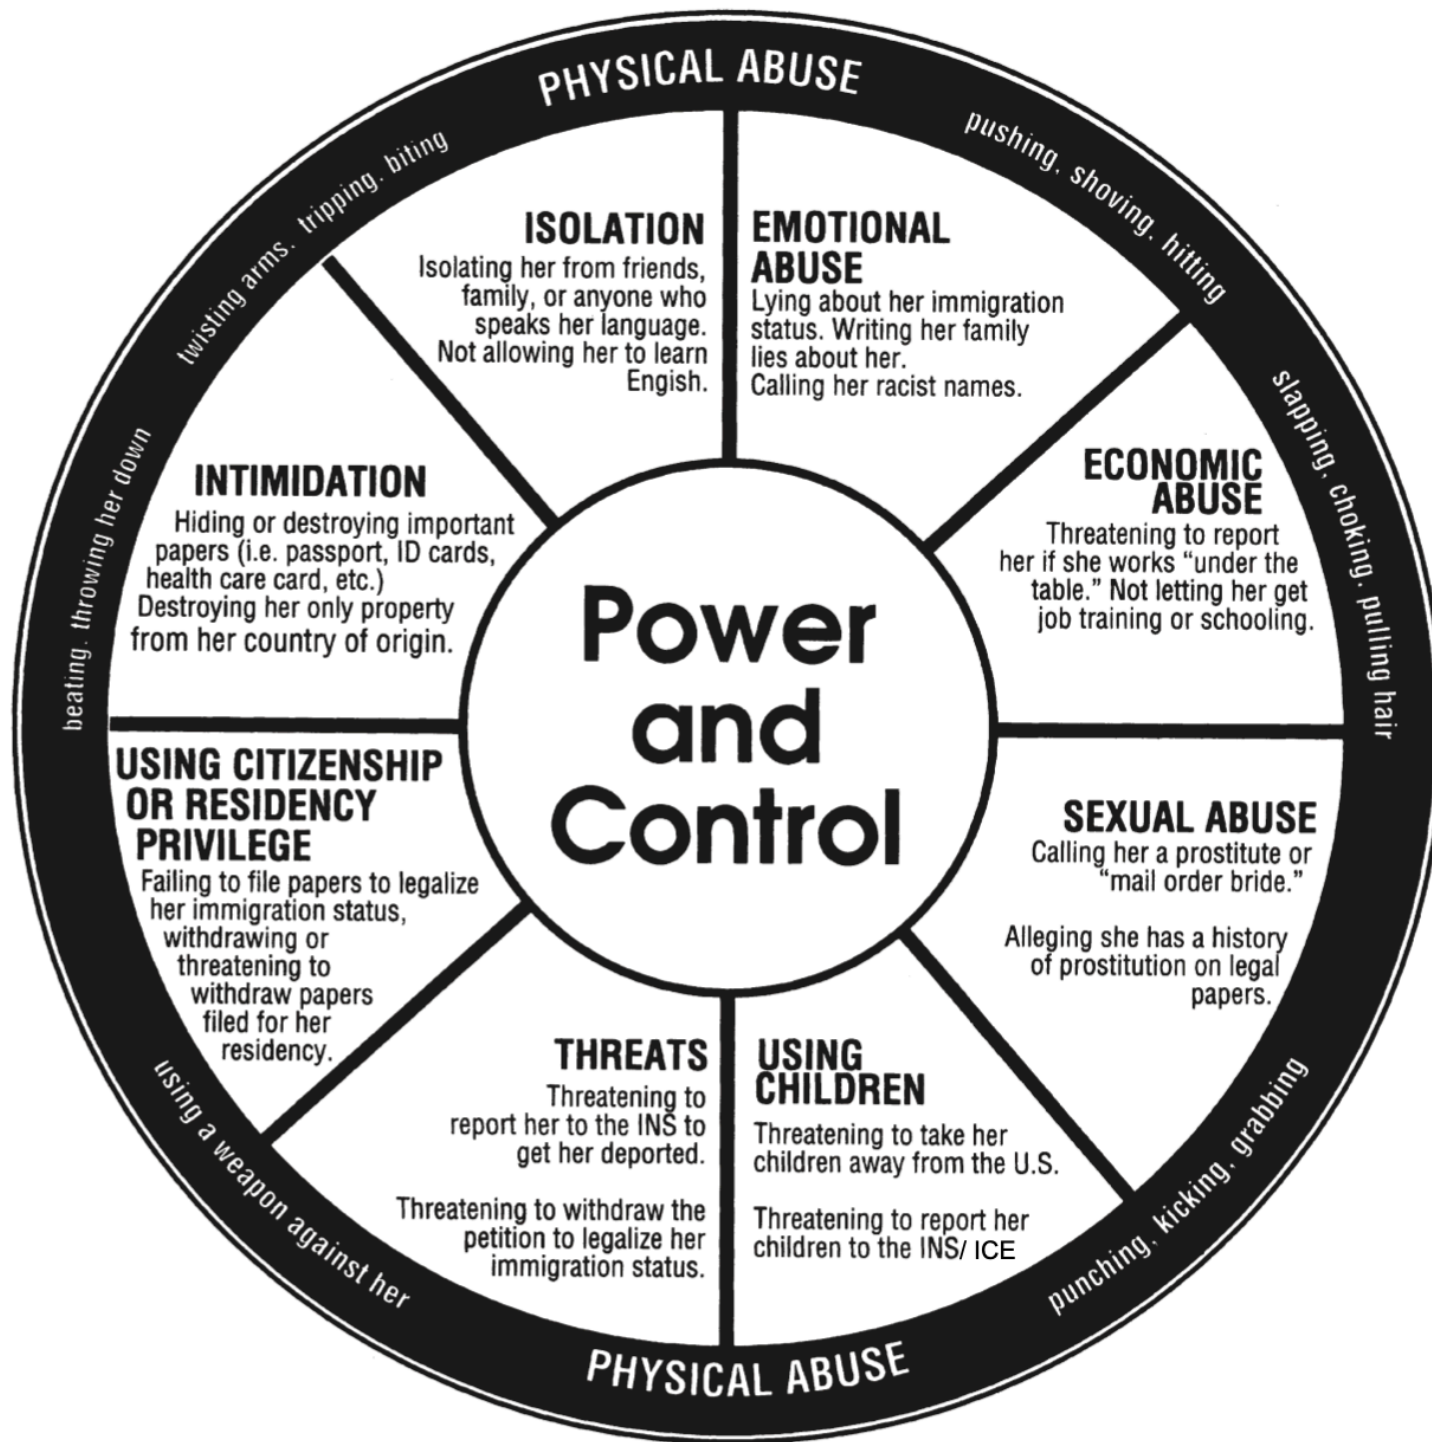 PHYSICAL ABUSE
pushing, shoving, hitting
slapping, choking, pulling hair
punching, kicking, grabbing
PHYSICAL ABUSE
using a weapon against her
beating, throwing her down
twisting arms, tripping, biting
Power
and
Control
ISOLATION
Isolating her from friends,
family, or anyone who
speaks her language.
Not allowing her to learn
Engish.
EMOTIONAL
ABUSE
Lying about her immigration
status. Writing her family
lies about her.
Calling her racist names.
ECONOMIC
ABUSE
Threatening to report
her if she works “under the
table.” Not letting her get
job training or schooling.
SEXUAL ABUSE
Calling her a prostitute or
“mail order bride.”
Alleging she has a history
of prostitution on legal
papers.
USING
CHILDREN
Threatening to take her
children away from the U.S.
Threatening to report her
children to the INS/ ICE
THREATS
Threatening to
report her to the INS to
get her deported.
Threatening to withdraw the
petition to legalize her
immigration status.
USING CITIZENSHIP
OR RESIDENCY
PRIVILEGE
Failing to file papers to legalize
her immigration status,
withdrawing or
threatening to
withdraw papers
filed for her
residency.
INTIMIDATION
Hiding or destroying important
papers (i.e. passport, ID cards,
health care card, etc.)
Destroying her only property
from her country of origin.